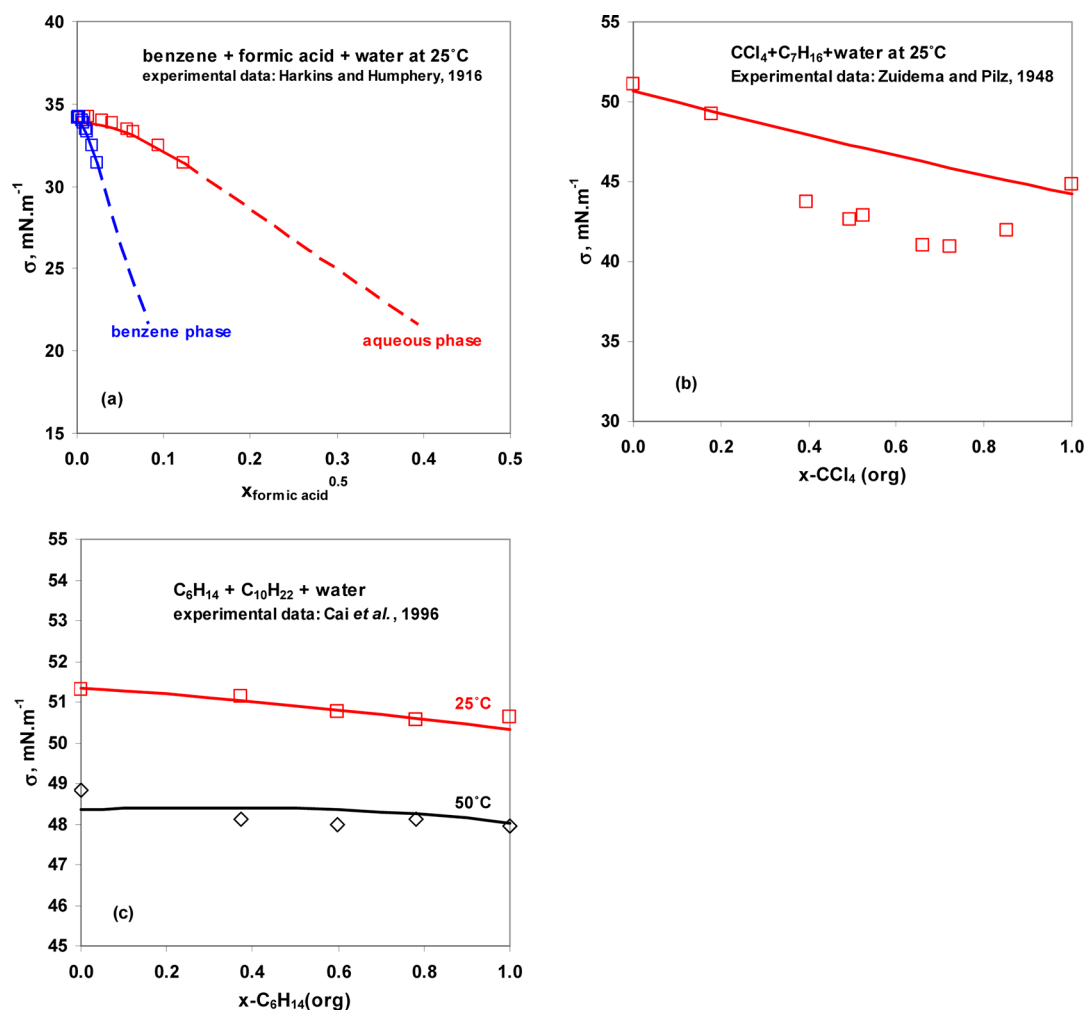 benzene + formic acid + water at 25˚C
experimental data: Harkins and Humphery, 1916
40
35
30
25
20
15
σ, mN.m⁻¹
benzene phase
aqueous phase
(a)
0.0 0.1 0.2 0.3 0.4 0.5
x formic acid 0.5
CCl₄+C₇H₁₆+water at 25˚C
Experimental data: Zuidema and Pilz, 1948
55
50
45
40
35
30
σ, mN.m⁻¹
(b)
0.0 0.2 0.4 0.6 0.8 1.0
x-CCl₄ (org)
C₆H₁₄ + C₁₀H₂₂ + water
experimental data: Cai et al., 1996
55
54
53
52
51
50
49
48
47
46
45
σ, mN.m⁻¹
25˚C
50˚C
(c)
0.0 0.2 0.4 0.6 0.8 1.0
x-C₆H₁₄(org)